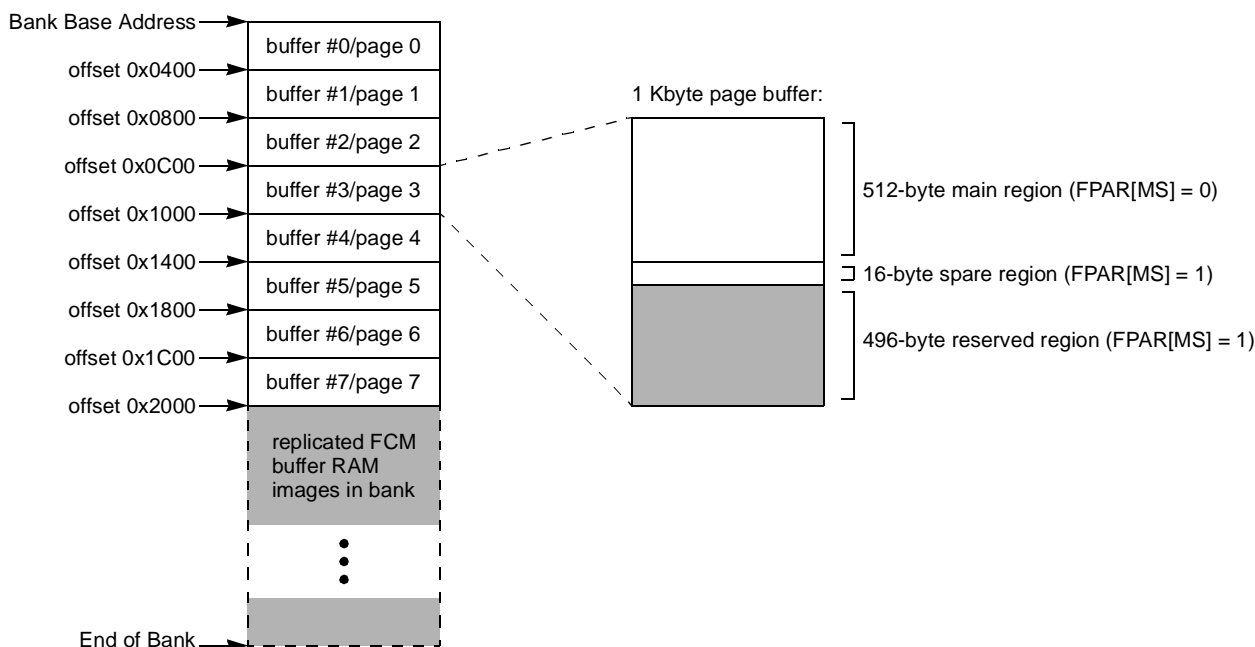 Bank Base Address
buffer #0/page 0
offset 0x0400
buffer #1/page 1
offset 0x0800
buffer #2/page 2
offset 0x0C00
buffer #3/page 3
offset 0x1000
buffer #4/page 4
offset 0x1400
buffer #5/page 5
offset 0x1800
buffer #6/page 6
offset 0x1C00
buffer #7/page 7
offset 0x2000
replicated FCM
buffer RAM
images in bank
End of Bank
1 Kbyte page buffer:
512-byte main region (FPAR[MS] = 0)
16-byte spare region (FPAR[MS] = 1)
496-byte reserved region (FPAR[MS] = 1)